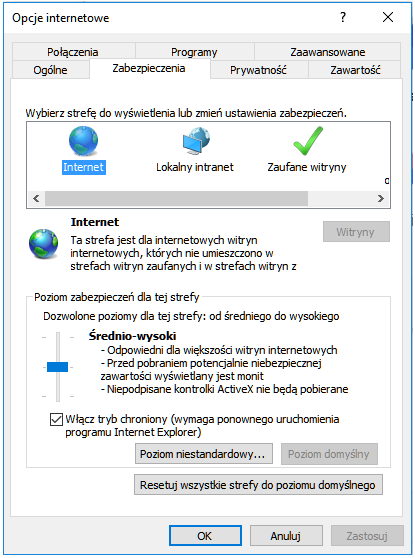 Opcje internetowe
Połączenia Programy Zaawansowane
Ogólne Zabezpieczenia Prywatność Zawartość
Wybierz strefę do wyświetlenia lub zmień ustawienia zabezpieczeń.
Internet Lokalny intranet Zaufane witryny
Internet
Witryny
Ta strefa jest dla internetowych witryn
internetowych, których nie umieszczono w
strefach witryn zaufanych i w strefach witryn z
Poziom zabezpieczeń dla tej strefy
Dozwolone poziomy dla tej strefy: od średniego do wysokiego
Średnio-wysoki
- Odpowiedni dla większości witryn internetowych
- Przed pobraniem potencjalnie niebezpiecznej
zawartości wyświetlany jest monit
- Niepodpisane kontrolki ActiveX nie będą pobierane
Włącz tryb chroniony (wymaga ponownego uruchomienia
programu Internet Explorer)
Poziom niestandardowy... Poziom domyślny
Resetuj wszystkie strefy do poziomu domyślnego
OK Anuluj Zastosuj